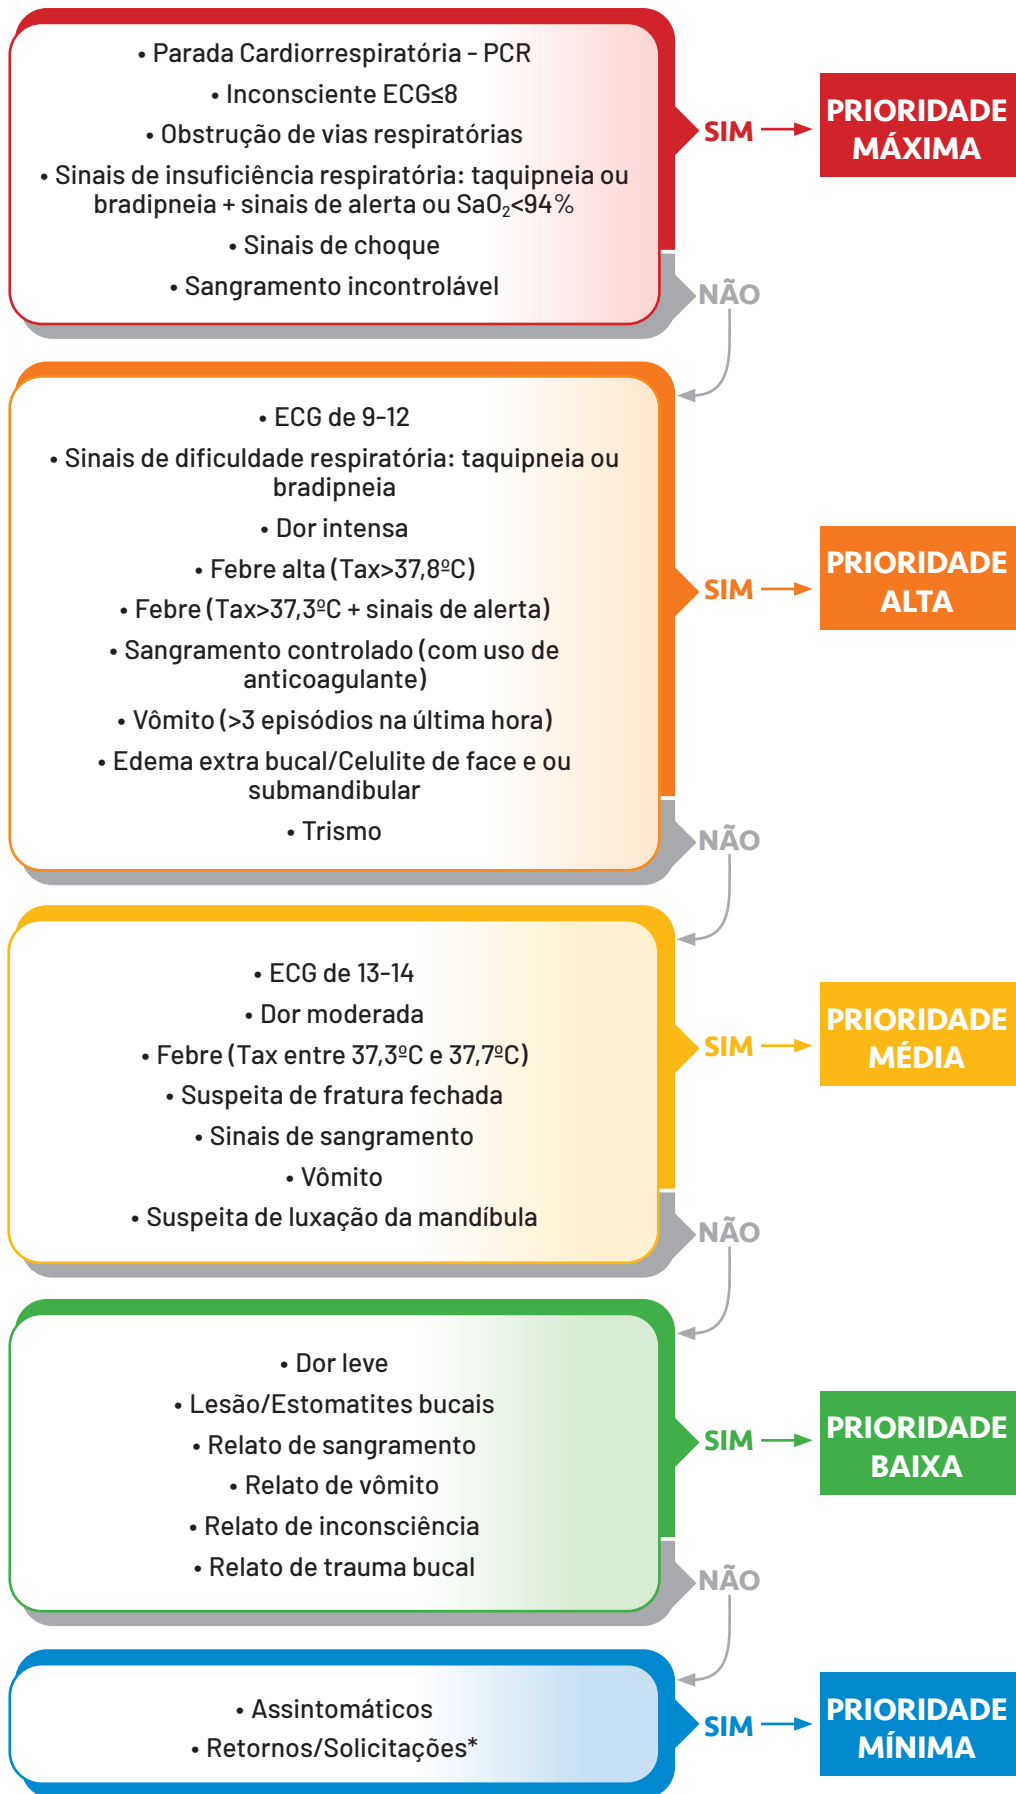 • Parada Cardiorrespiratória - PCR
• Inconsciente ECG≤8
• Obstrução de vias respiratórias
• Sinais de insuficiência respiratória: taquipneia ou
bradipneia + sinais de alerta ou SaO₂<94%
• Sinais de choque
• Sangramento incontrolável
SIM
PRIORIDADE
MÁXIMA
NÃO
• ECG de 9-12
• Sinais de dificuldade respiratória: taquipneia ou
bradipneia
• Dor intensa
• Febre alta (Tax>37,8ºC)
• Febre (Tax>37,3ºC + sinais de alerta)
• Sangramento controlado (com uso de
anticoagulante)
• Vômito (>3 episódios na última hora)
• Edema extra bucal/Celulite de face e ou
submandibular
• Trismo
SIM
PRIORIDADE
ALTA
NÃO
• ECG de 13-14
• Dor moderada
• Febre (Tax entre 37,3ºC e 37,7ºC)
• Suspeita de fratura fechada
• Sinais de sangramento
• Vômito
• Suspeita de luxação da mandíbula
SIM
PRIORIDADE
MÉDIA
NÃO
• Dor leve
• Lesão/Estomatites bucais
• Relato de sangramento
• Relato de vômito
• Relato de inconsciência
• Relato de trauma bucal
SIM
PRIORIDADE
BAIXA
NÃO
• Assintomáticos
• Retornos/Solicitações*
SIM
PRIORIDADE
MÍNIMA